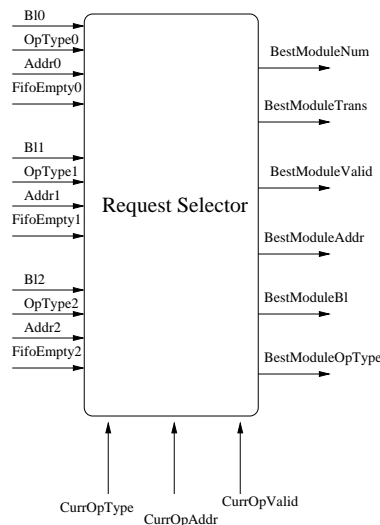 Bl0
OpType0
Addr0
FifoEmpty0
Bl1
OpType1
Addr1
FifoEmpty1
Bl2
OpType2
Addr2
FifoEmpty2
Request Selector
BestModuleNum
BestModuleTrans
BestModuleValid
BestModuleAddr
BestModuleBl
BestModuleOpType
CurrOpType
CurrOpAddr
CurrOpValid